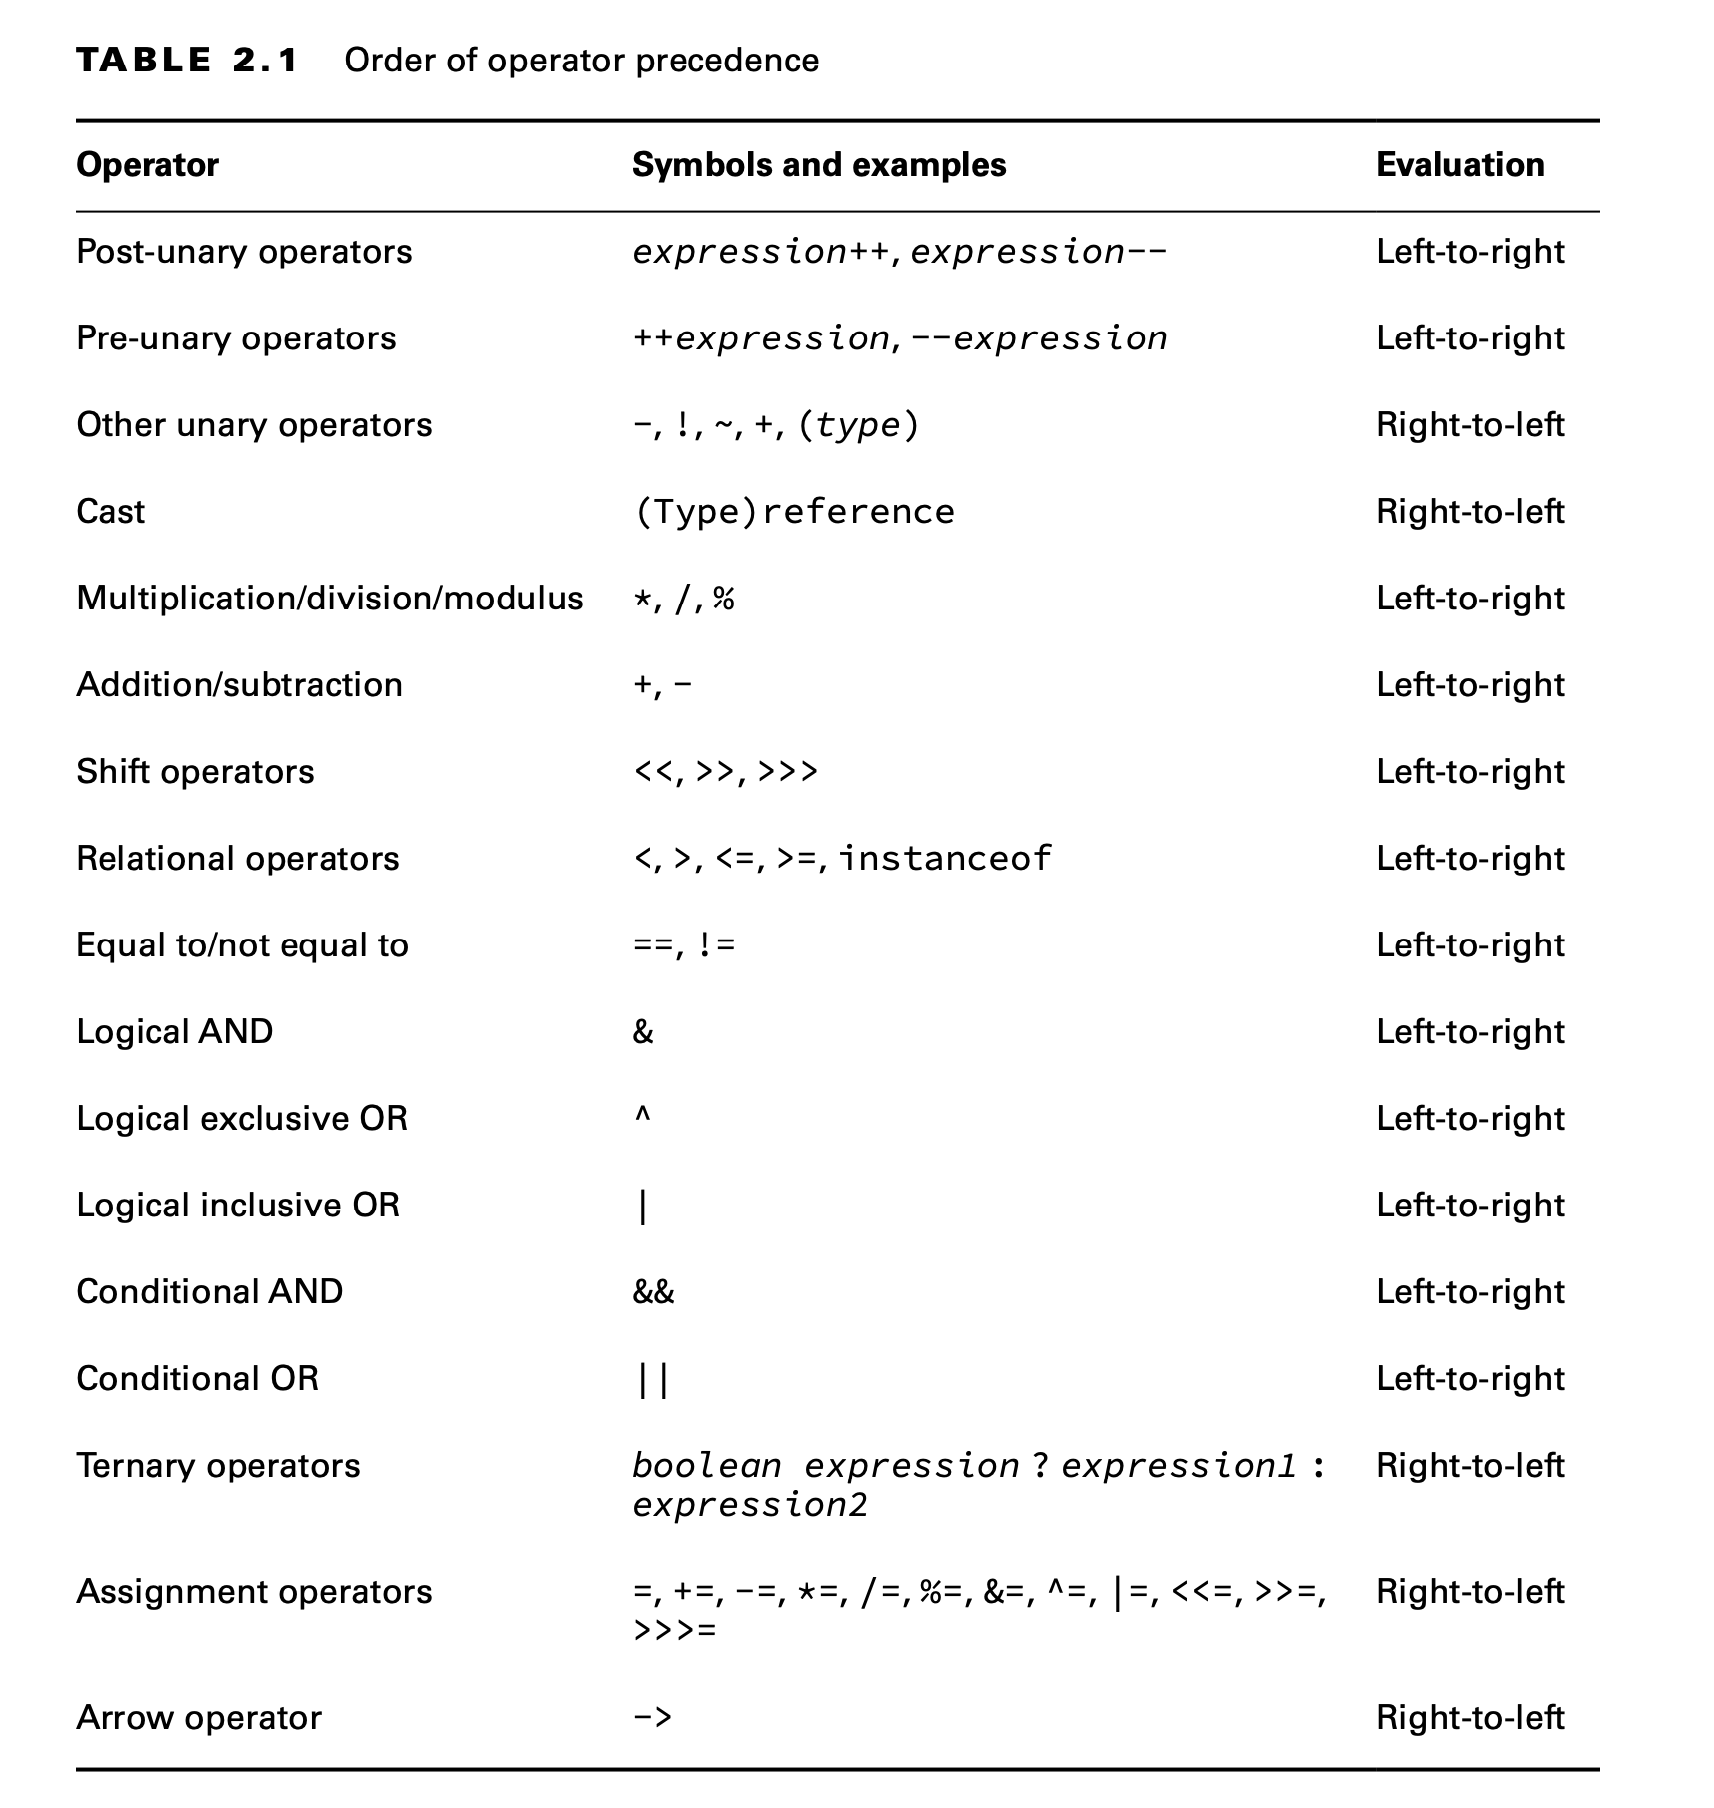 TABLE 2.1 Order of operator precedence
Operator Symbols and examples Evaluation
Post-unary operators expression++, expression-- Left-to-right
Pre-unary operators ++expression, --expression Left-to-right
Other unary operators -, !, ~, +, (type) Right-to-left
Cast (Type)reference Right-to-left
Multiplication/division/modulus *, /, % Left-to-right
Addition/subtraction +, - Left-to-right
Shift operators <<, >>, >>> Left-to-right
Relational operators <, >, <=, >=, instanceof Left-to-right
Equal to/not equal to ==, != Left-to-right
Logical AND & Left-to-right
Logical exclusive OR ^ Left-to-right
Logical inclusive OR | Left-to-right
Conditional AND && Left-to-right
Conditional OR || Left-to-right
Ternary operators boolean expression ? expression1 : Right-to-left
expression2
Assignment operators =, +=, -=, *=, /=, %=, &=, ^=, |=, <<=, >>=, Right-to-left
>>>=
Arrow operator -> Right-to-left